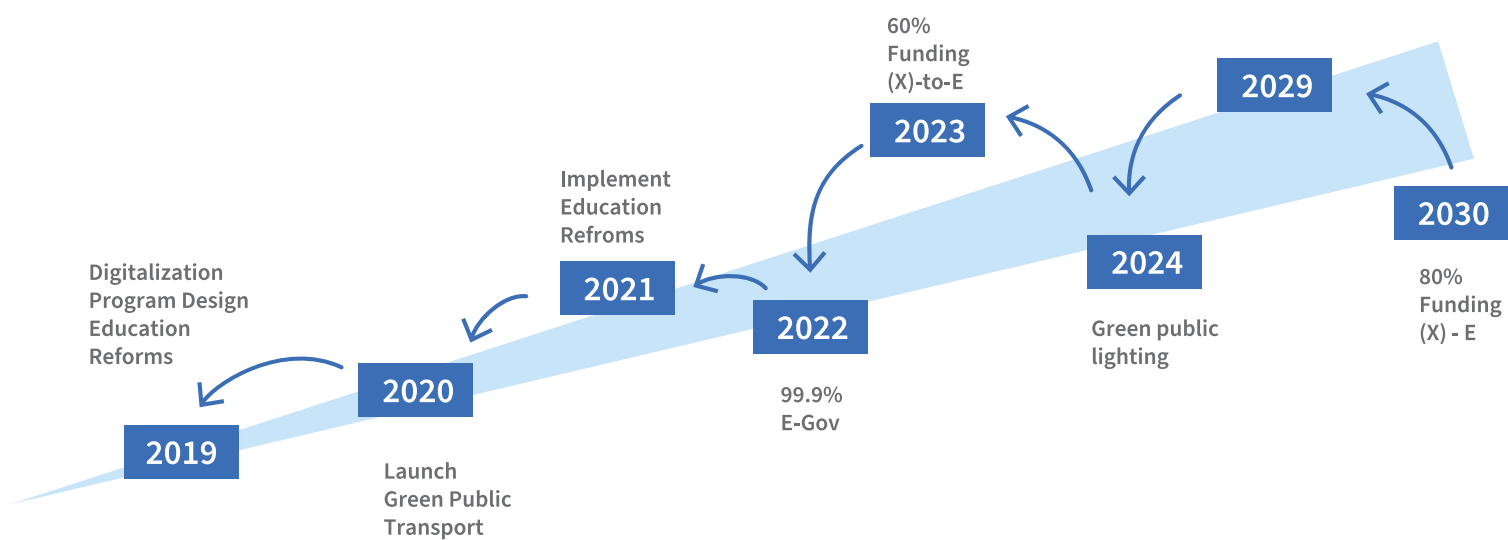 Digitalization
Program Design
Education
Reforms
2019
2020
Launch
Green Public
Transport
Implement
Education
Refroms
2021
2022
99.9%
E-Gov
60%
Funding
(X)-to-E
2023
2024
Green public
lighting
2029
2030
80%
Funding
(X) - E